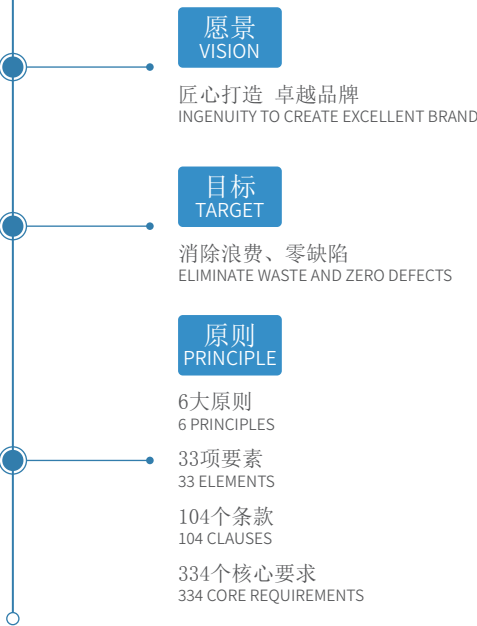 愿景
VISION
匠心打造 卓越品牌
INGENUITY TO CREATE EXCELLENT BRAND
目标
TARGET
消除浪费、零缺陷
ELIMINATE WASTE AND ZERO DEFECTS
原则
PRINCIPLE
6大原则
6 PRINCIPLES
33项要素
33 ELEMENTS
104个条款
104 CLAUSES
334个核心要求
334 CORE REQUIREMENTS